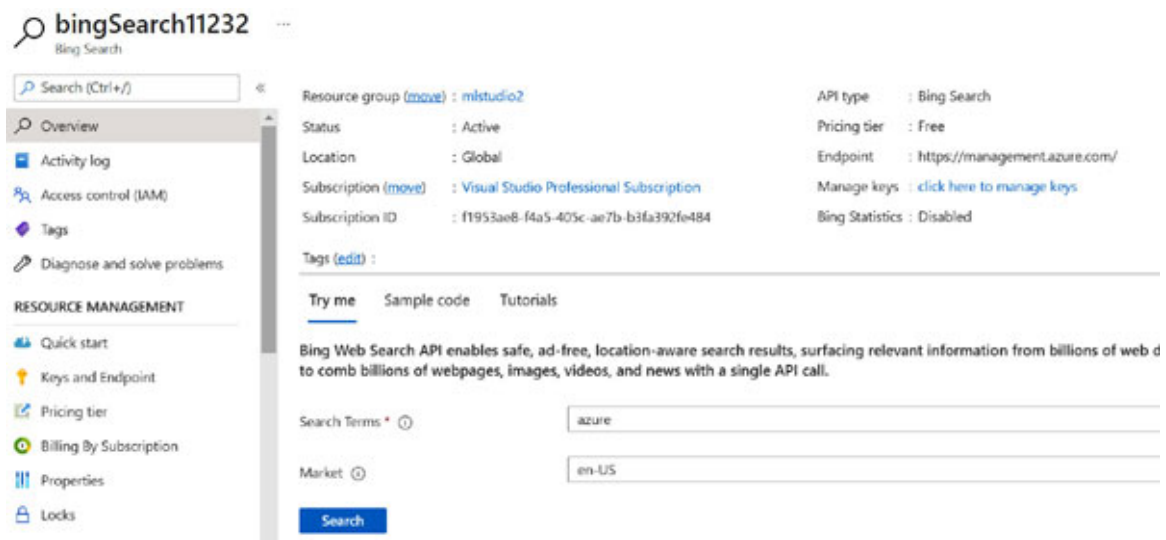 bingSearch11232 ...
Bing Search
Search (Ctrl+/) «
Overview
Activity log
Access control (IAM)
Tags
Diagnose and solve problems
RESOURCE MANAGEMENT
Quick start
Keys and Endpoint
Pricing tier
Billing By Subscription
Properties
Locks
Resource group (move) : mlstudio2
Status : Active
Location : Global
Subscription (move) : Visual Studio Professional Subscription
Subscription ID : f1953ae8-f4a5-405c-ae7b-b3fa392fe484
Tags (edit) :
API type : Bing Search
Pricing tier : Free
Endpoint : https://management.azure.com/
Manage keys : click here to manage keys
Bing Statistics : Disabled
Try me Sample code Tutorials
Bing Web Search API enables safe, ad-free, location-aware search results, surfacing relevant information from billions of web d
to comb billions of webpages, images, videos, and news with a single API call.
Search Terms * azure
Market en-US
Search